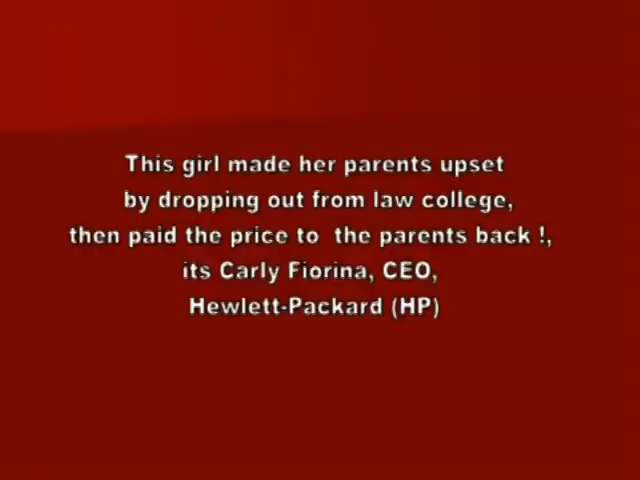 This girl made her parents upset
by dropping out from law college,
then paid the price to the parents back !,
its Carly Fiorina, CEO,
Hewlett-Packard (HP)